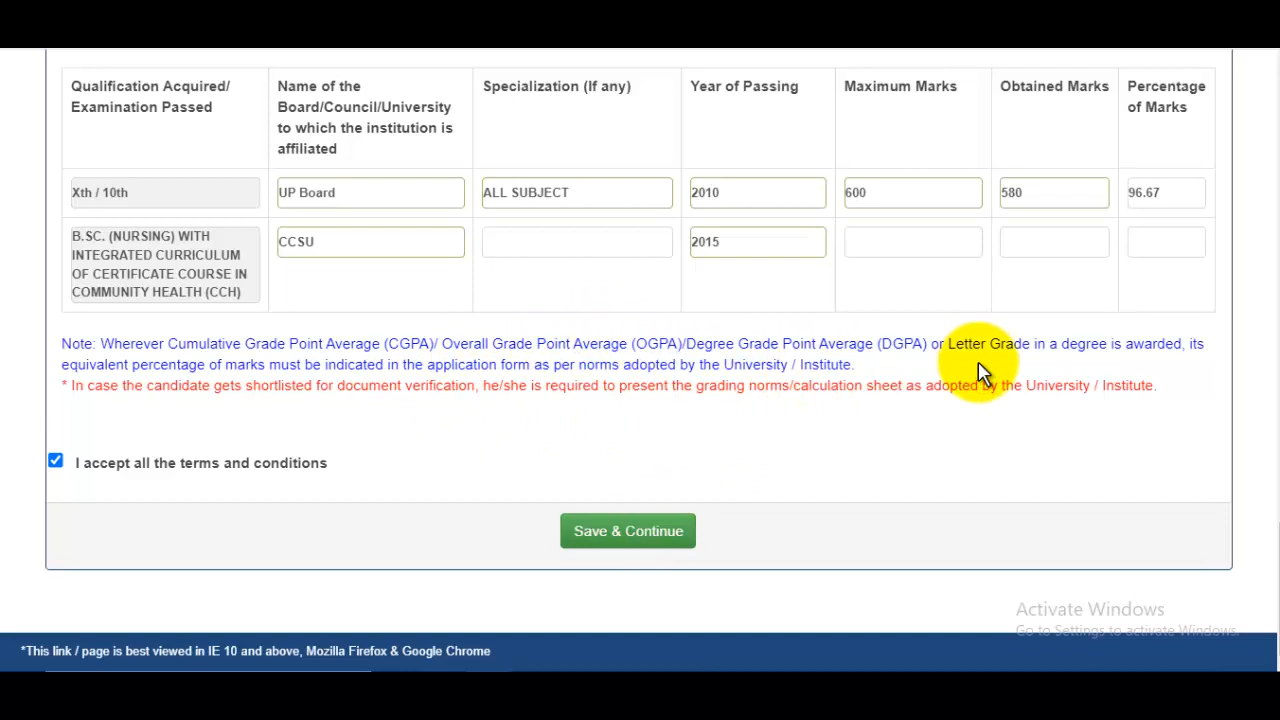 Qualification Acquired/
Examination Passed
Name of the
Board/Council/University
to which the institution is
affiliated
Specialization (If any)
Year of Passing
Maximum Marks
Obtained Marks
Percentage
of Marks
Xth / 10th
UP Board
ALL SUBJECT
2010
600
580
96.67
B.SC. (NURSING) WITH
INTEGRATED CURRICULUM
OF CERTIFICATE COURSE IN
COMMUNITY HEALTH (CCH)
CCSU
2015
Note: Wherever Cumulative Grade Point Average (CGPA)/ Overall Grade Point Average (OGPA)/Degree Grade Point Average (DGPA) or Letter Grade in a degree is awarded, its
equivalent percentage of marks must be indicated in the application form as per norms adopted by the University / Institute.
* In case the candidate gets shortlisted for document verification, he/she is required to present the grading norms/calculation sheet as adopted by the University / Institute.
I accept all the terms and conditions
Save & Continue
Activate Windows
Go to Settings to activate Windows.
*This link / page is best viewed in IE 10 and above, Mozilla Firefox & Google Chrome